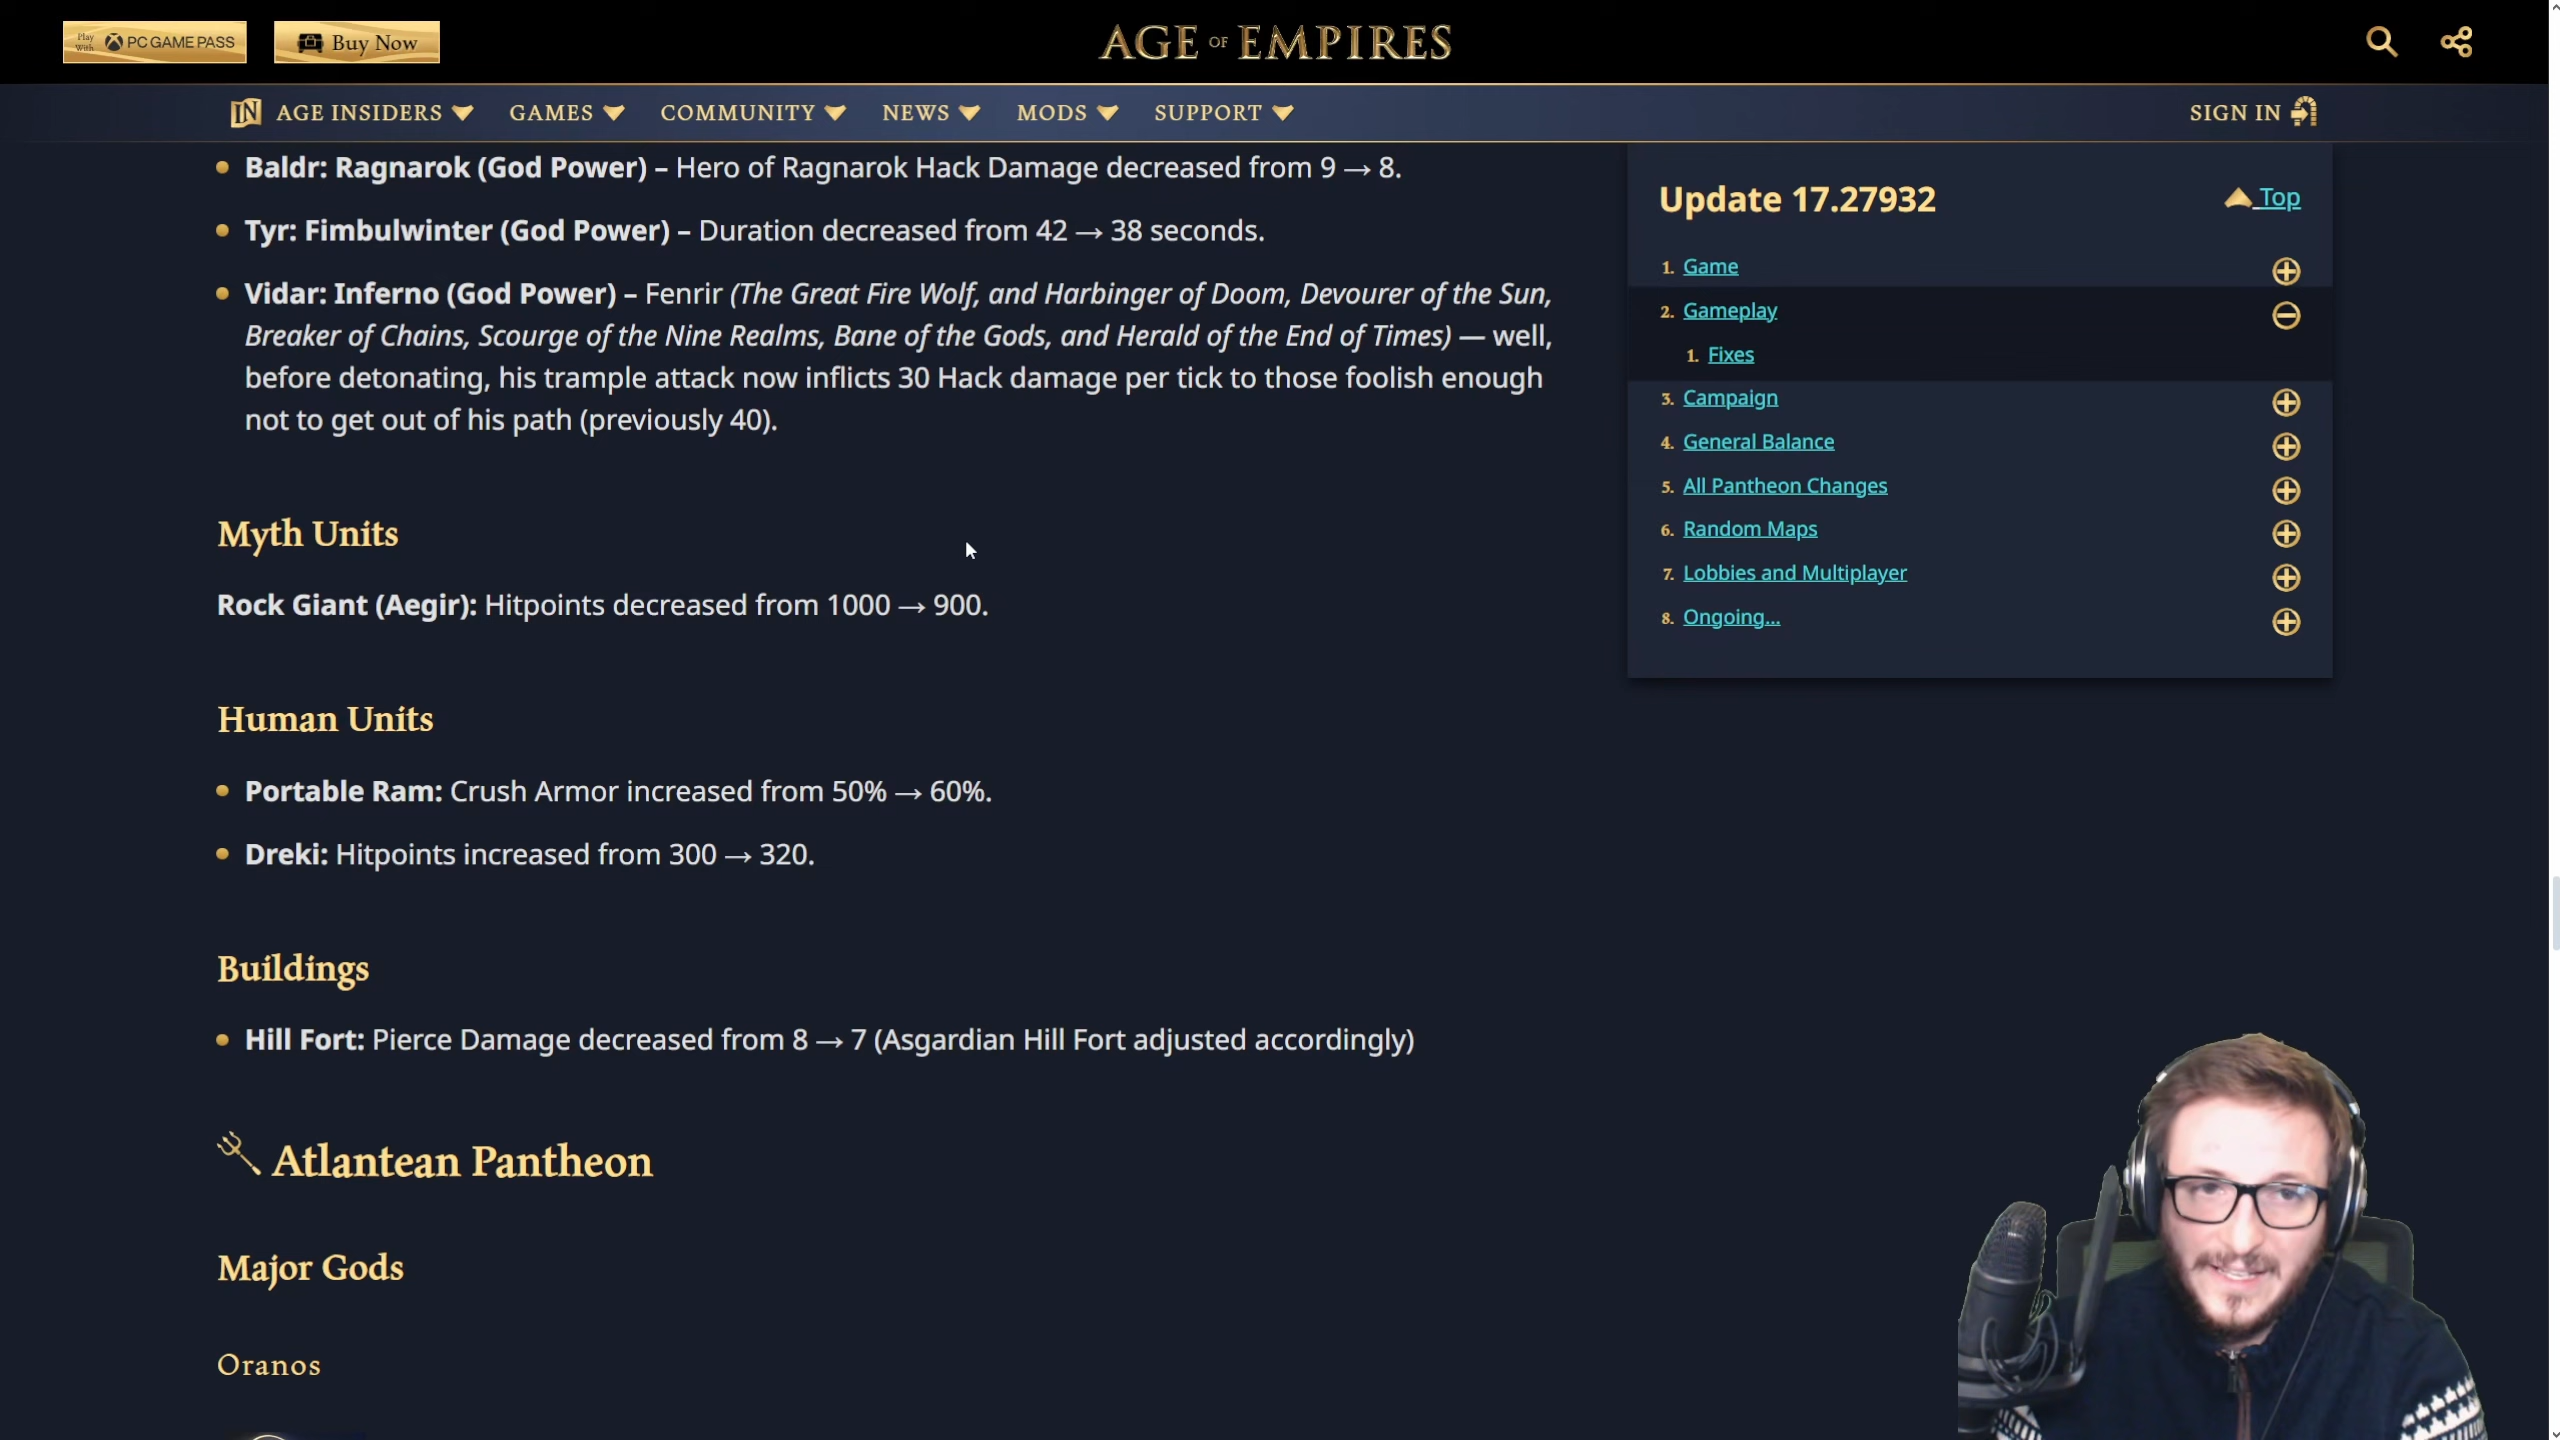 Play With PC GAME PASS
Buy Now
AGE OF EMPIRES
IN AGE INSIDERS
GAMES
COMMUNITY
NEWS
MODS
SUPPORT
SIGN IN
Baldr: Ragnarok (God Power) – Hero of Ragnarok Hack Damage decreased from 9 → 8.
Tyr: Fimbulwinter (God Power) – Duration decreased from 42 → 38 seconds.
Vidar: Inferno (God Power) – Fenrir (The Great Fire Wolf, and Harbinger of Doom, Devourer of the Sun,
Breaker of Chains, Scourge of the Nine Realms, Bane of the Gods, and Herald of the End of Times) — well,
before detonating, his trample attack now inflicts 30 Hack damage per tick to those foolish enough
not to get out of his path (previously 40).
Myth Units
Rock Giant (Aegir): Hitpoints decreased from 1000 → 900.
Human Units
Portable Ram: Crush Armor increased from 50% → 60%.
Dreki: Hitpoints increased from 300 → 320.
Buildings
Hill Fort: Pierce Damage decreased from 8 → 7 (Asgardian Hill Fort adjusted accordingly)
Atlantean Pantheon
Major Gods
Oranos
Update 17.27932
Top
1. Game
2. Gameplay
1. Fixes
3. Campaign
4. General Balance
5. All Pantheon Changes
6. Random Maps
7. Lobbies and Multiplayer
8. Ongoing...